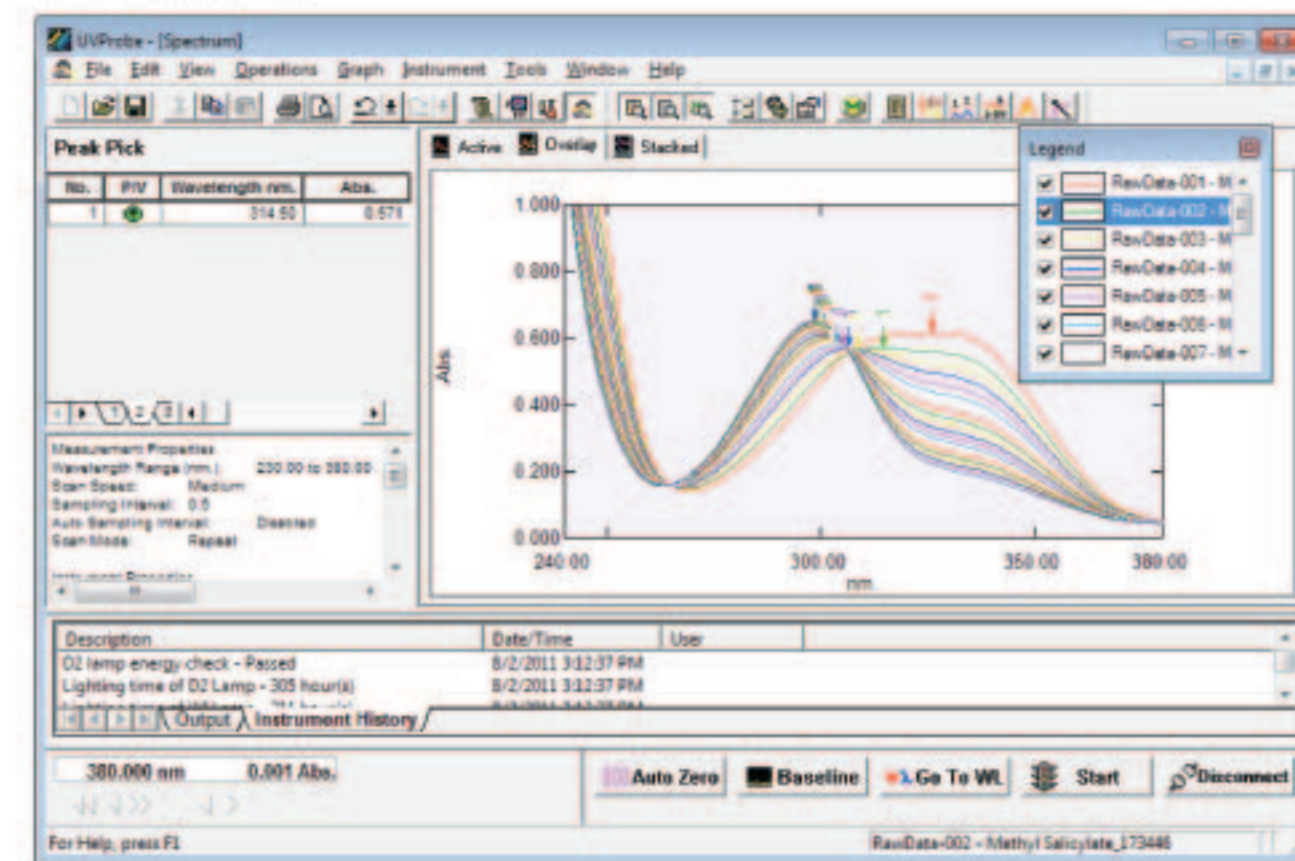 UVProbe - [Spectrum]
File Edit View Operations Graph Instrument Tools Window Help
Peak Pick
No. P/V Wavelength nm. Abs.
1 314.50 0.571
Active Overlap Stacked
Legend
RawData-001 - M
RawData-002 - M
RawData-003 - M
RawData-004 - M
RawData-005 - M
RawData-006 - M
RawData-007 - M
1.000
0.800
0.600
0.400
0.200
0.000
Abs.
240.00 300.00 350.00 380.00
nm
1 2 3
Measurement Properties
Wavelength Range (nm.): 230.00 to 380.00
Scan Speed: Medium
Sampling Interval: 0.5
Auto Sampling Interval: Disabled
Scan Mode: Repeat
Description Date/Time User
D2 lamp energy check - Passed 8/2/2011 3:12:37 PM
Lighting time of D2 Lamp - 305 hour(s) 8/2/2011 3:12:37 PM
Output Instrument History
380.000 nm 0.001 Abs.
Auto Zero Baseline Go To WL Start Disconnect
For Help, press F1
RawData-002 - Methyl Salicylate_173446